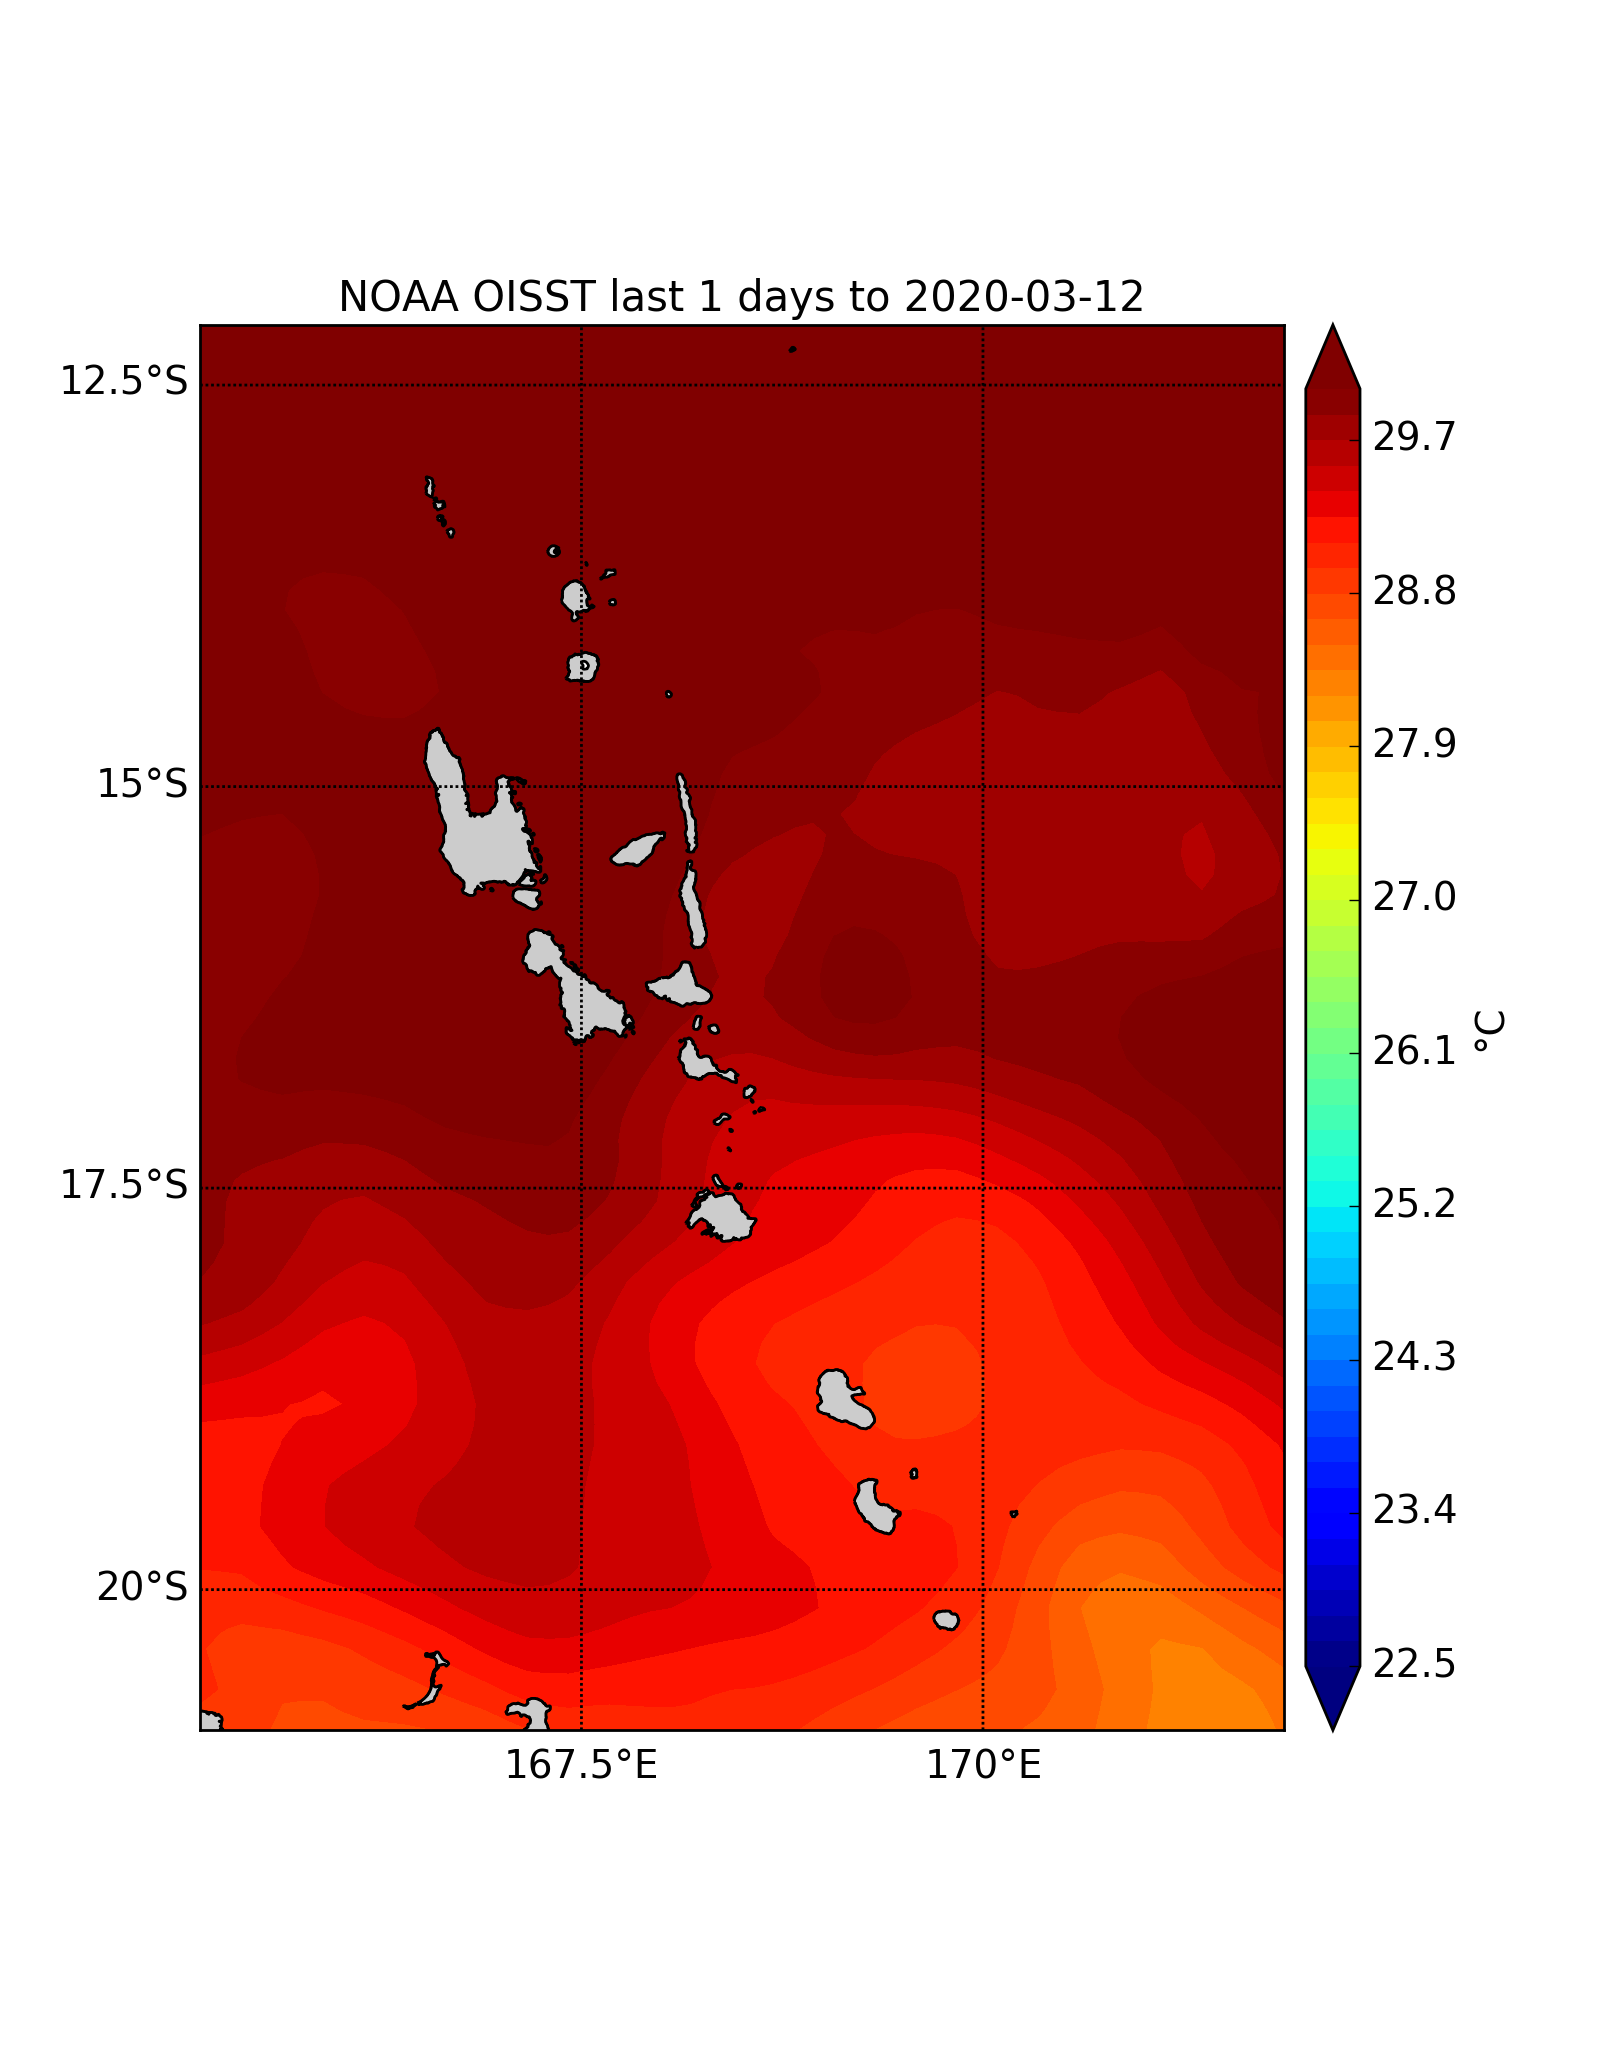 NOAA OISST last 1 days to 2020-03-12
12.5°S
15°S
17.5°S
20°S
167.5°E
170°E
29.7
28.8
27.9
27.0
26.1
25.2
24.3
23.4
22.5
°C